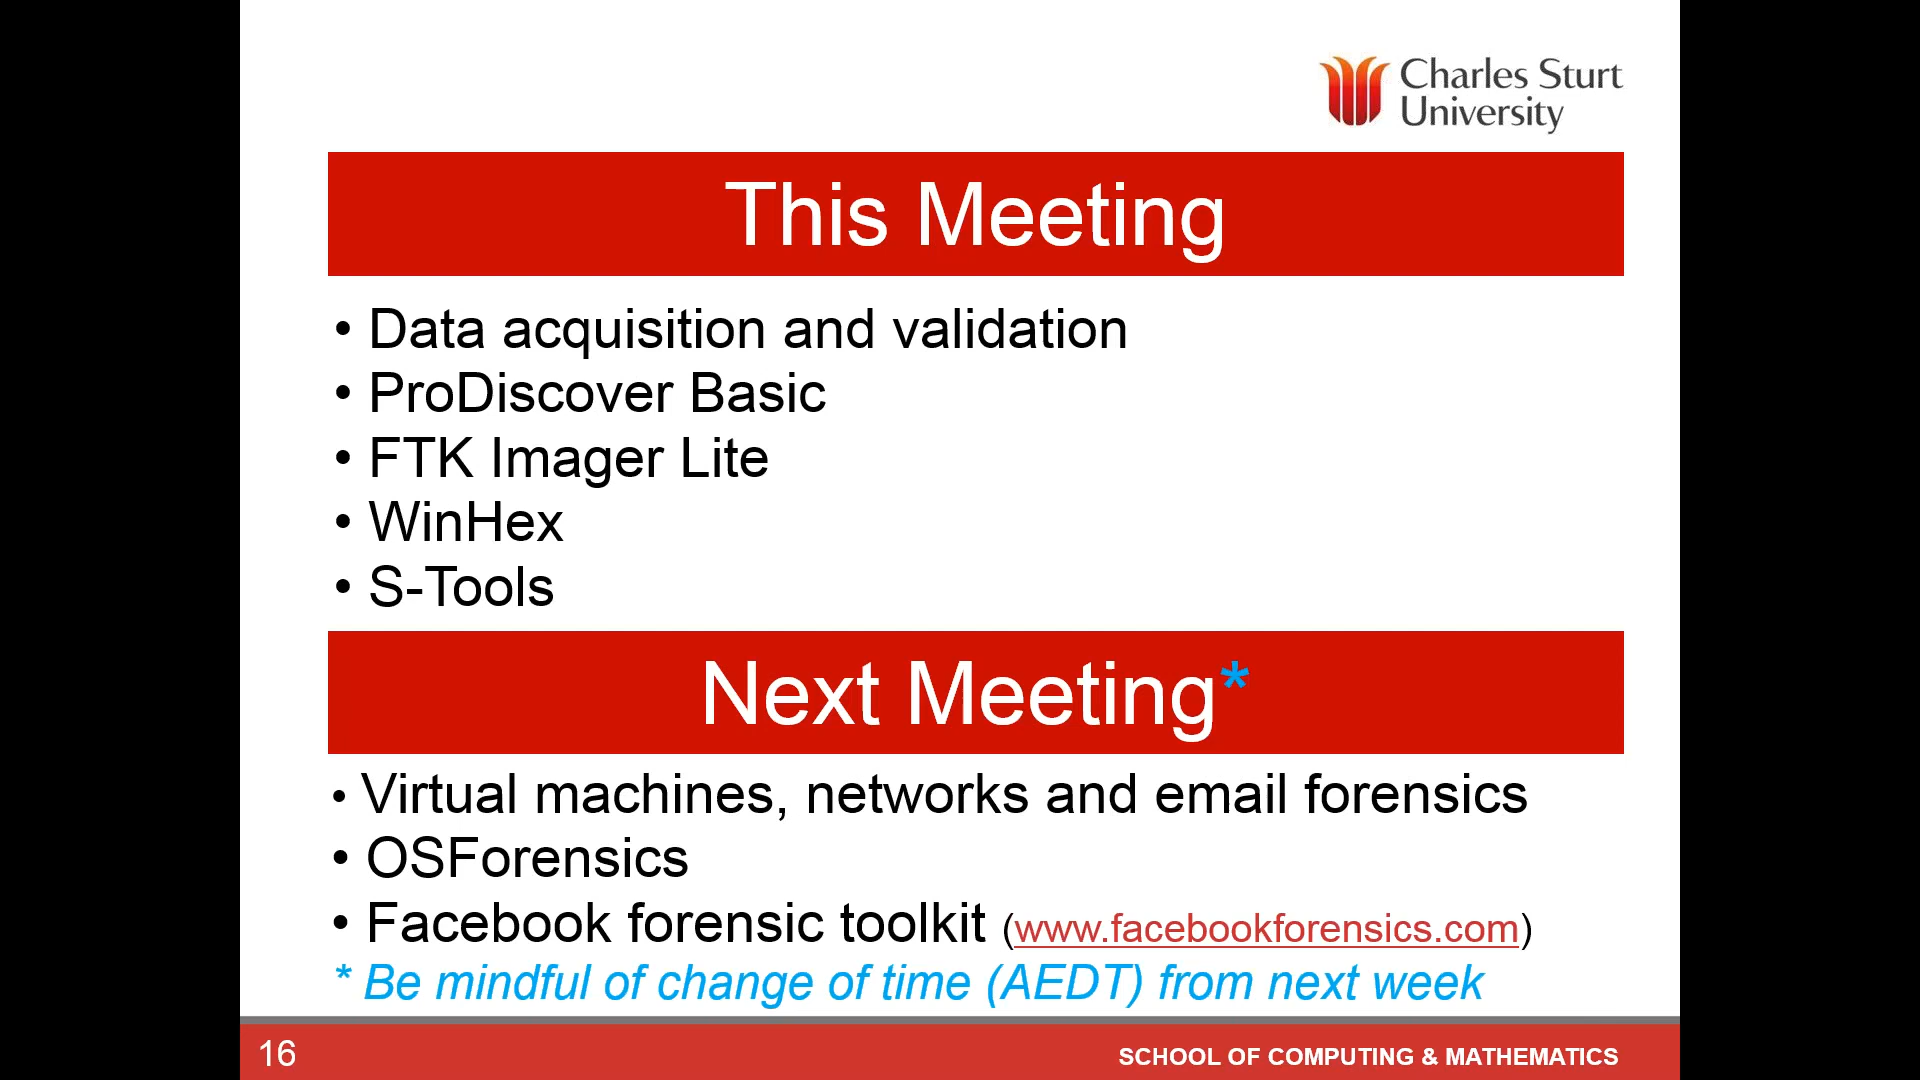 Charles Sturt
University
This Meeting
• Data acquisition and validation
• ProDiscover Basic
• FTK Imager Lite
• WinHex
• S-Tools
Next Meeting*
• Virtual machines, networks and email forensics
• OSForensics
• Facebook forensic toolkit (www.facebookforensics.com)
* Be mindful of change of time (AEDT) from next week
16
SCHOOL OF COMPUTING & MATHEMATICS